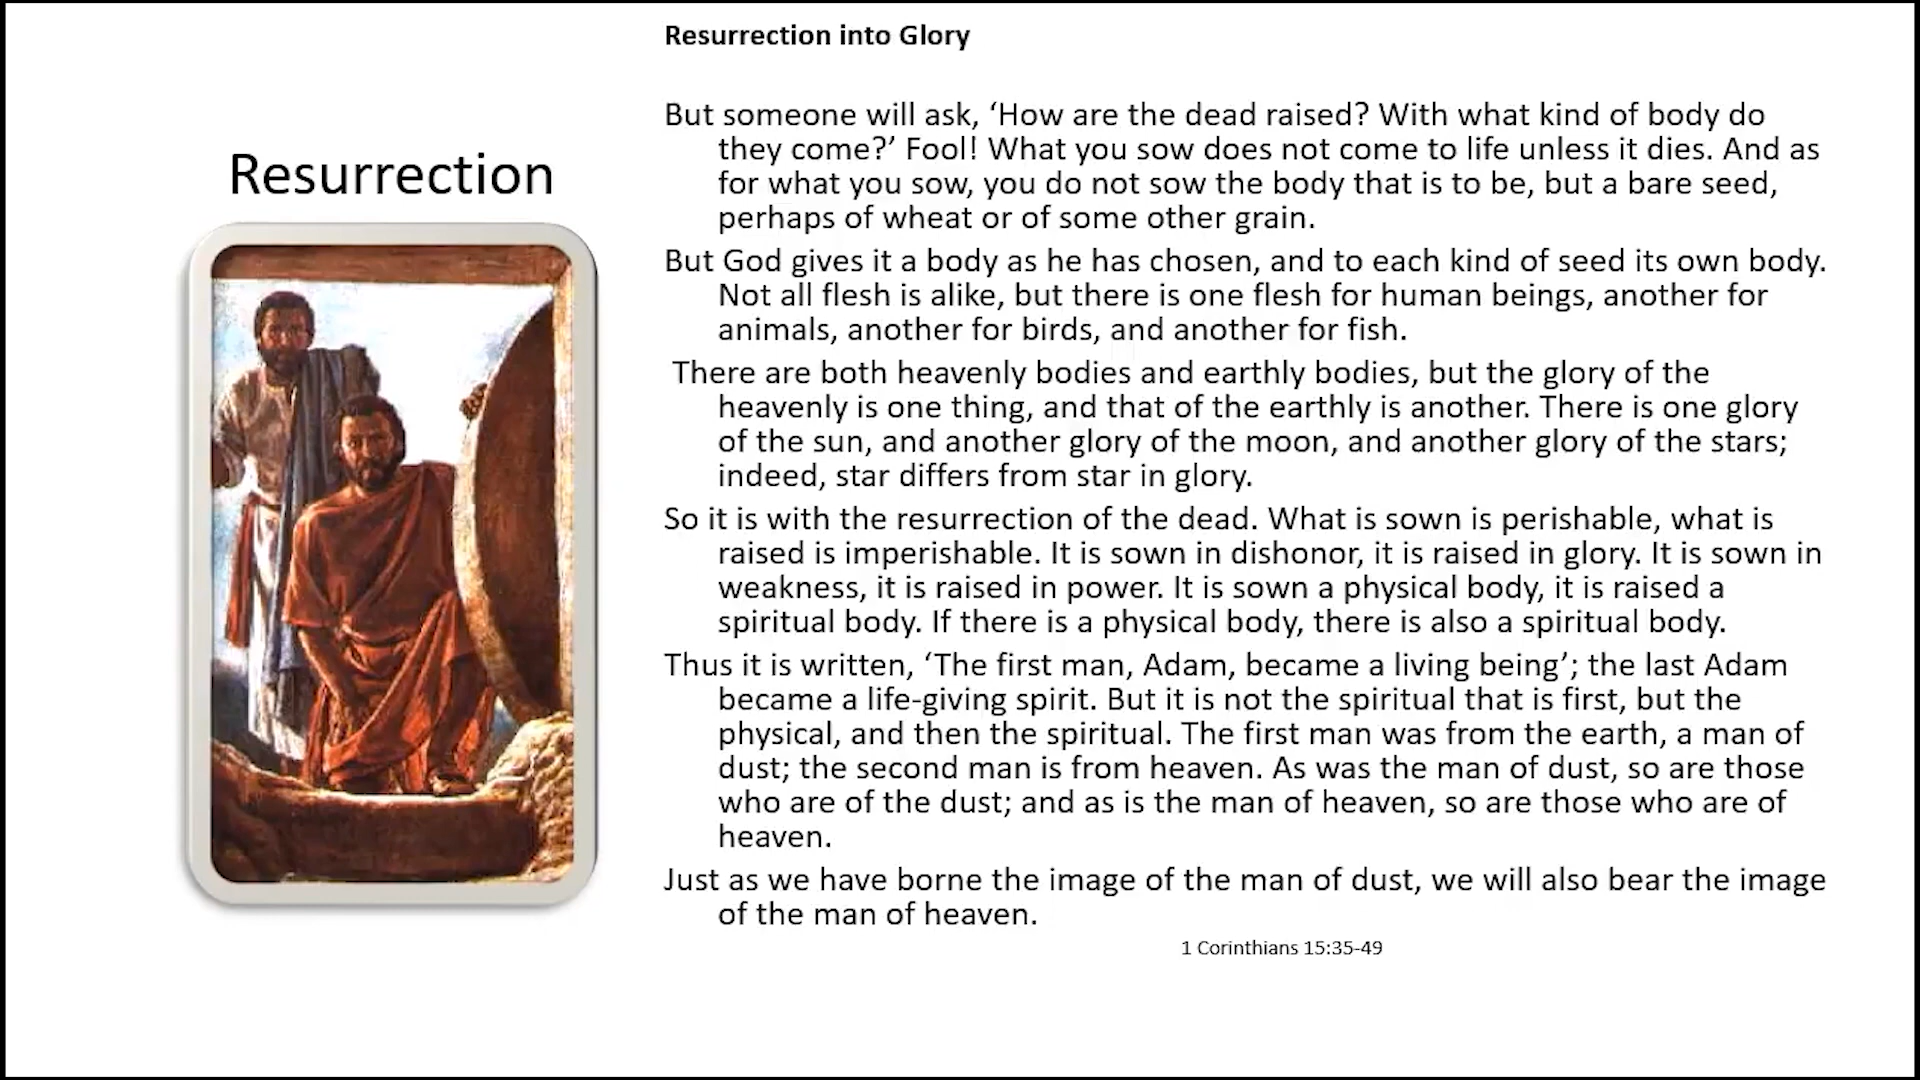 Resurrection
Resurrection into Glory
But someone will ask, ‘How are the dead raised? With what kind of body do
they come?’ Fool! What you sow does not come to life unless it dies. And as
for what you sow, you do not sow the body that is to be, but a bare seed,
perhaps of wheat or of some other grain.
But God gives it a body as he has chosen, and to each kind of seed its own body.
Not all flesh is alike, but there is one flesh for human beings, another for
animals, another for birds, and another for fish.
There are both heavenly bodies and earthly bodies, but the glory of the
heavenly is one thing, and that of the earthly is another. There is one glory
of the sun, and another glory of the moon, and another glory of the stars;
indeed, star differs from star in glory.
So it is with the resurrection of the dead. What is sown is perishable, what is
raised is imperishable. It is sown in dishonor, it is raised in glory. It is sown in
weakness, it is raised in power. It is sown a physical body, it is raised a
spiritual body. If there is a physical body, there is also a spiritual body.
Thus it is written, ‘The first man, Adam, became a living being’; the last Adam
became a life-giving spirit. But it is not the spiritual that is first, but the
physical, and then the spiritual. The first man was from the earth, a man of
dust; the second man is from heaven. As was the man of dust, so are those
who are of the dust; and as is the man of heaven, so are those who are of
heaven.
Just as we have borne the image of the man of dust, we will also bear the image
of the man of heaven.
1 Corinthians 15:35-49